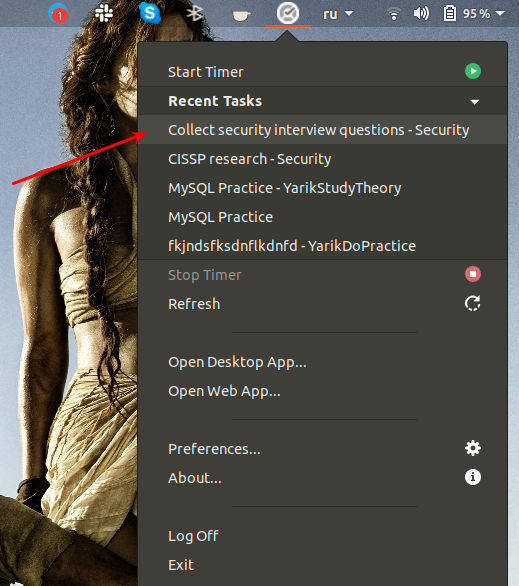 1
ru
95 %
Start Timer
Recent Tasks
Collect security interview questions - Security
CISSP research - Security
MySQL Practice - YarikStudyTheory
MySQL Practice
fkjndsfksdnflkdnfd - YarikDoPractice
Stop Timer
Refresh
Open Desktop App...
Open Web App...
Preferences...
About...
Log Off
Exit